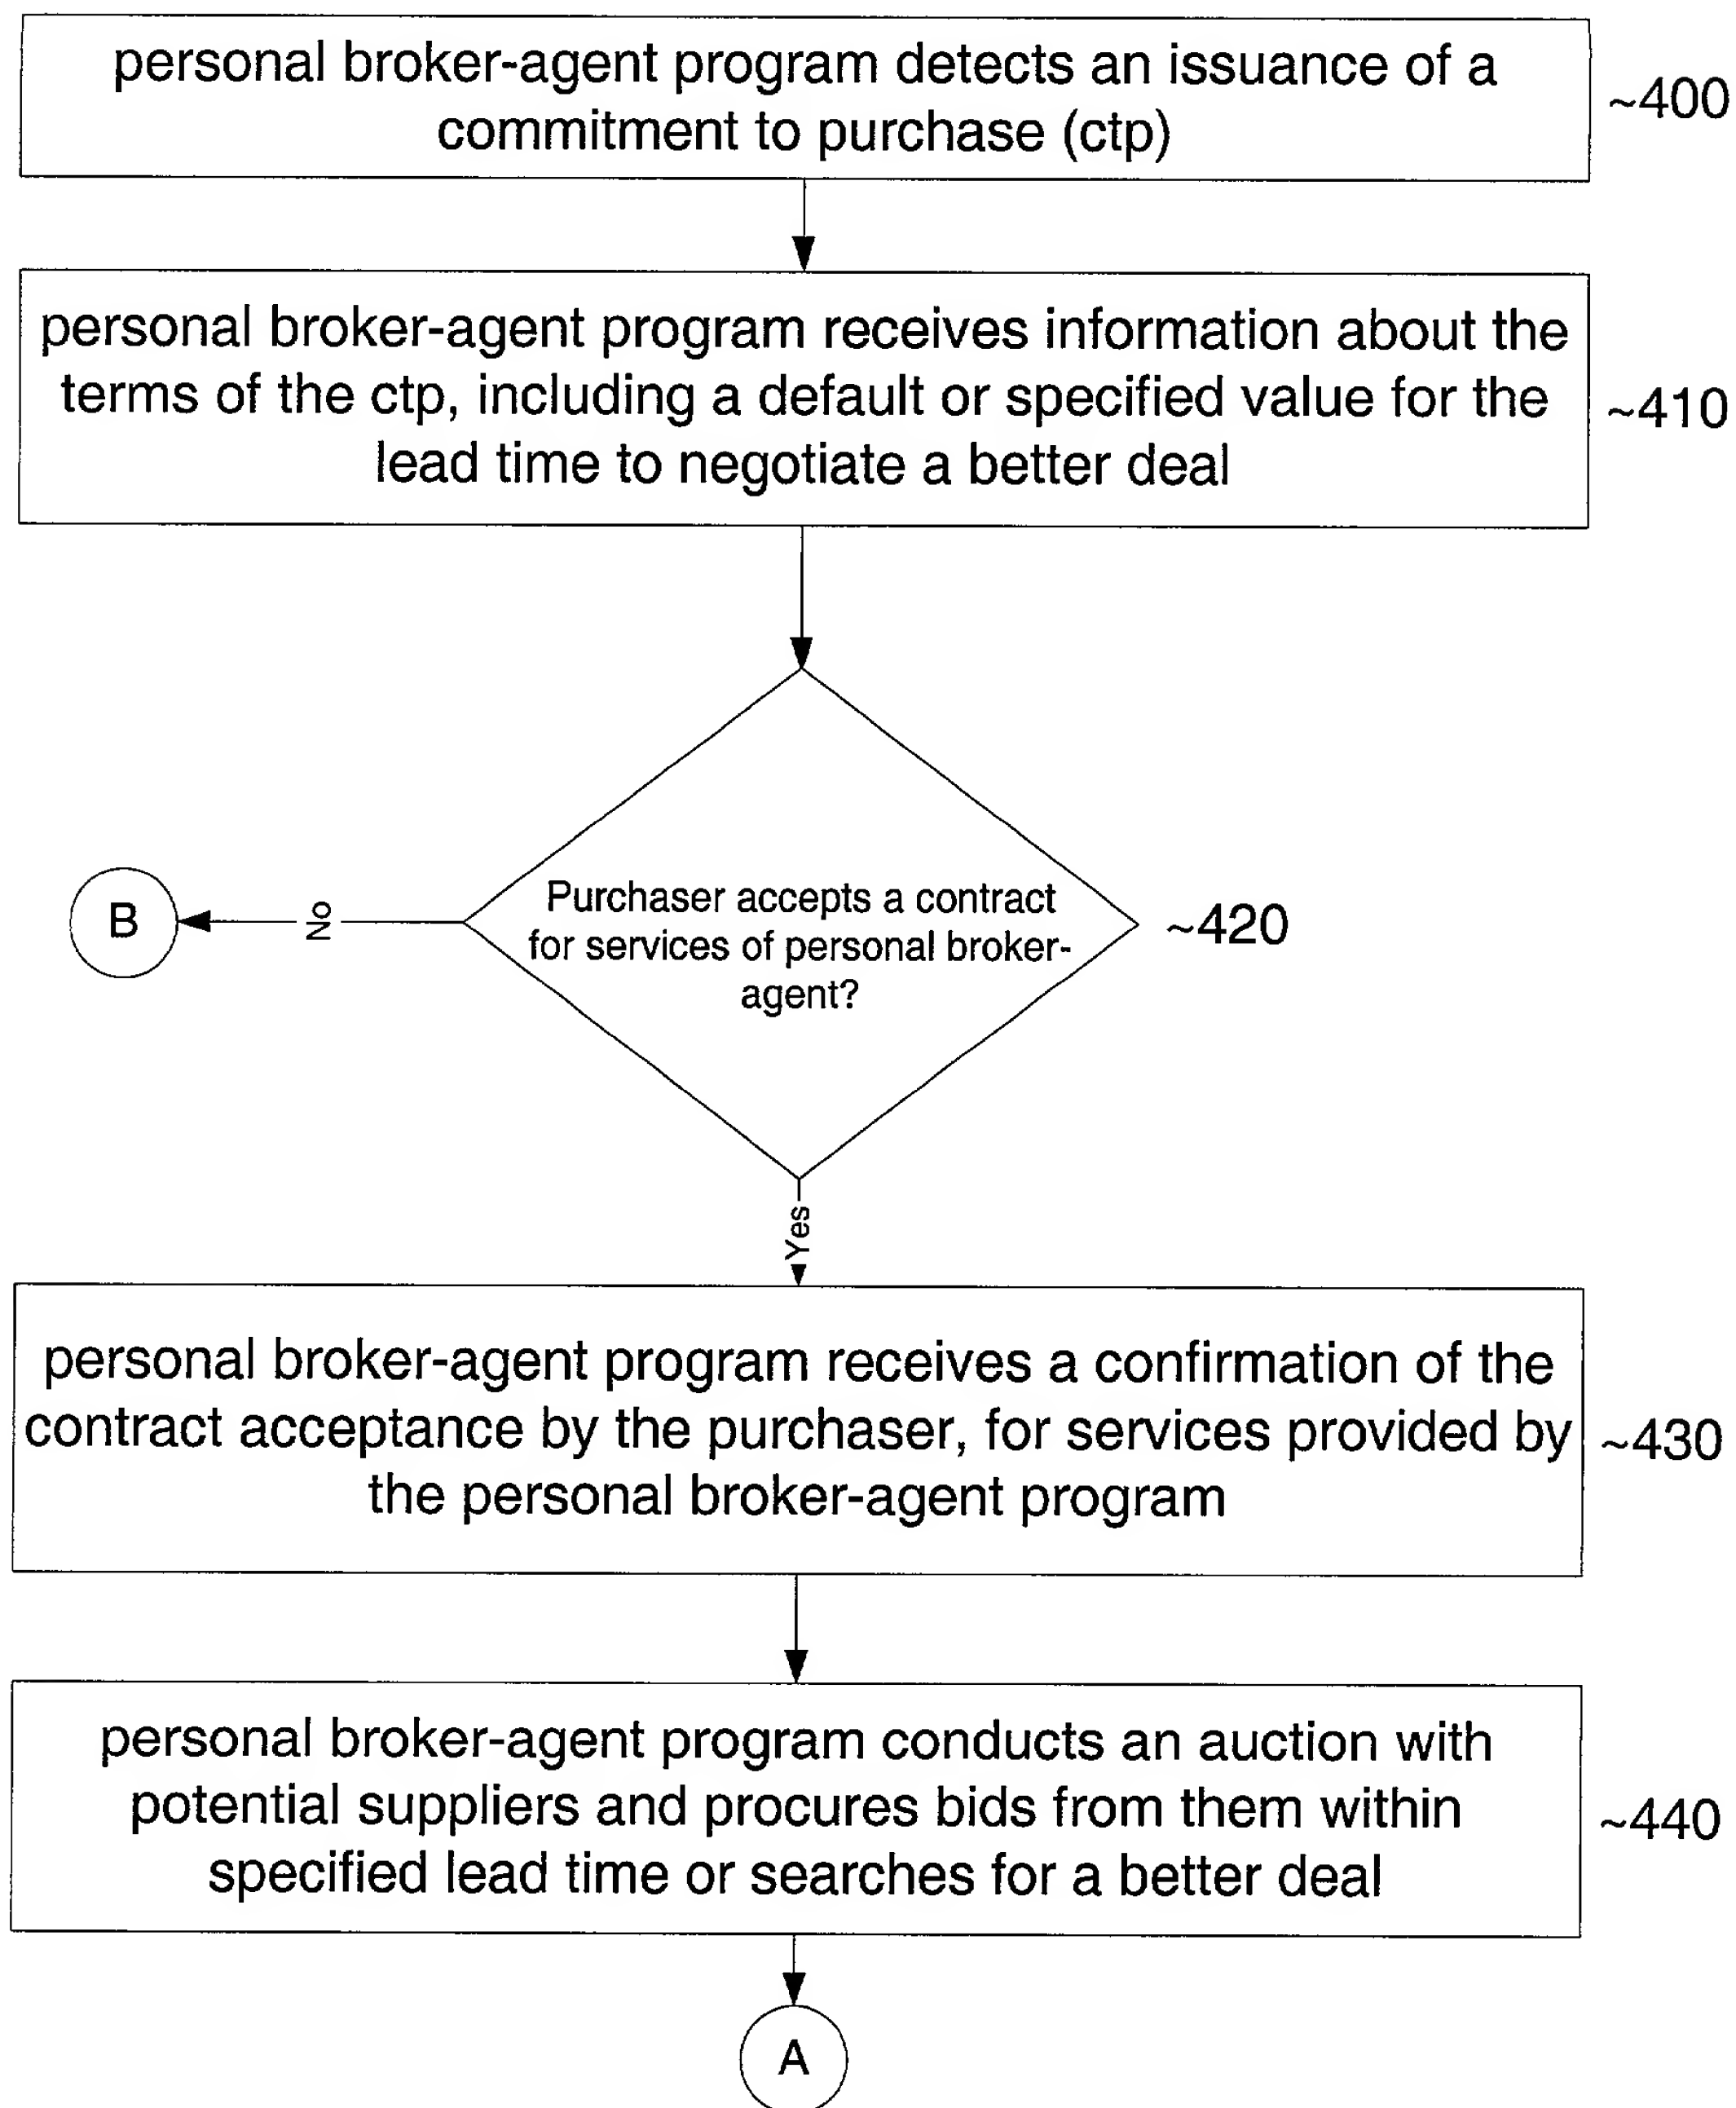 personal broker-agent program detects an issuance of a
commitment to purchase (ctp)
~400
personal broker-agent program receives information about the
terms of the ctp, including a default or specified value for the
lead time to negotiate a better deal
~410
Purchaser accepts a contract
for services of personal broker-
agent?
~420
No
B
Yes
personal broker-agent program receives a confirmation of the
contract acceptance by the purchaser, for services provided by
the personal broker-agent program
~430
personal broker-agent program conducts an auction with
potential suppliers and procures bids from them within
specified lead time or searches for a better deal
~440
A